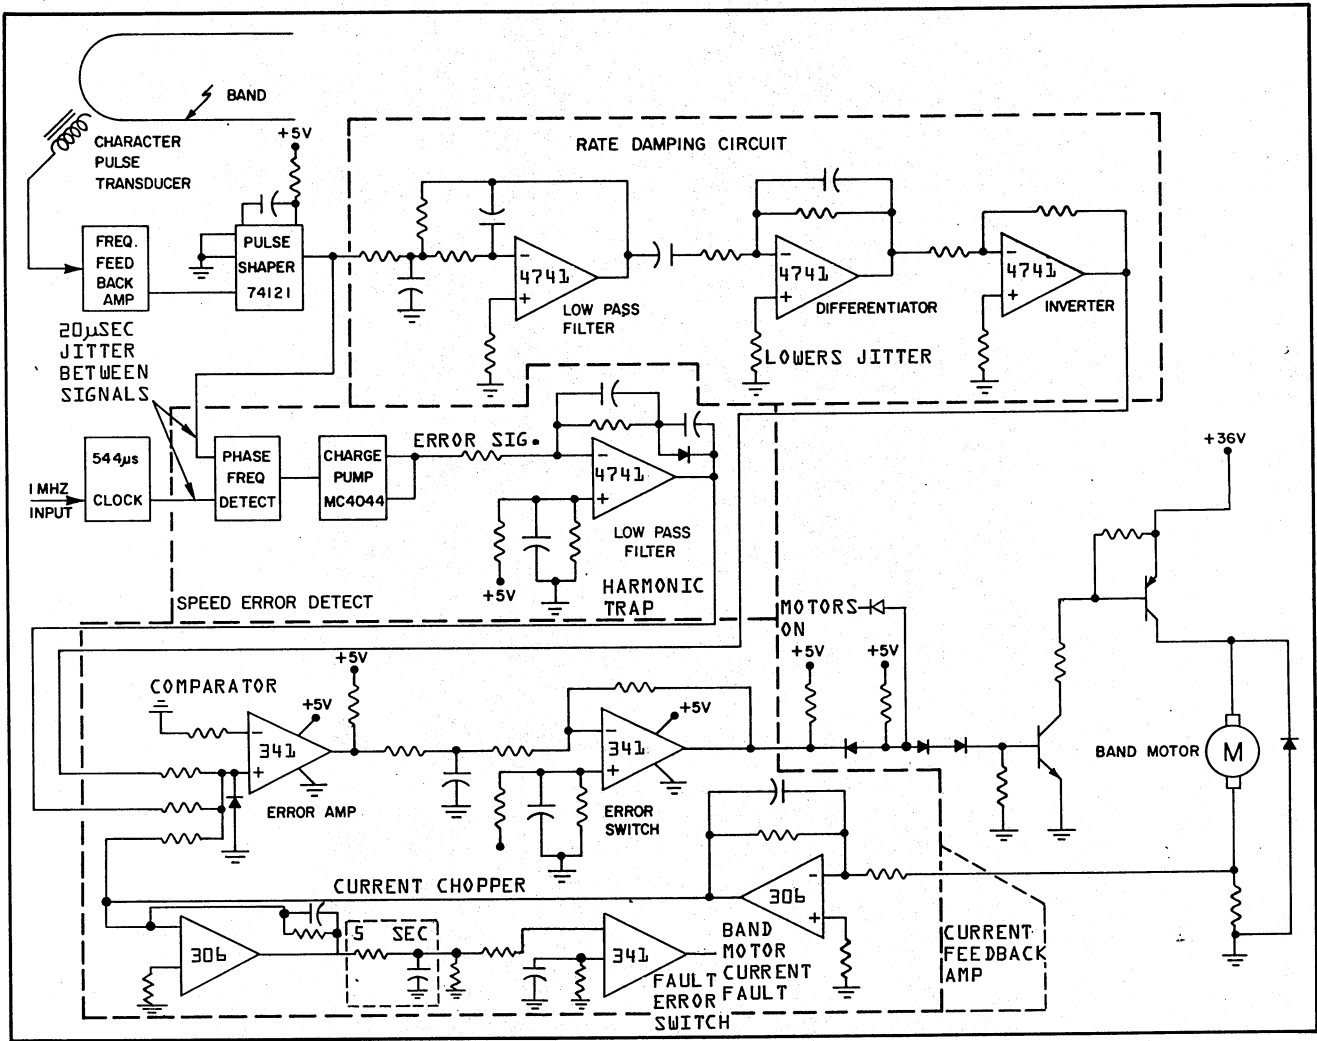 BAND
+5V
CHARACTER
PULSE
TRANSDUCER
RATE DAMPING CIRCUIT
FREQ.
FEED
BACK
AMP
PULSE
SHAPER
74121
-
4741
+
LOW PASS
FILTER
-
4741
+
DIFFERENTIATOR
-
4741
+
INVERTER
LOWERS JITTER
20µSEC
JITTER
BETWEEN
SIGNALS
544µs
CLOCK
1 MHZ
INPUT
PHASE
FREQ
DETECT
CHARGE
PUMP
MC4044
ERROR SIG.
-
4741
+
LOW PASS
FILTER
+5V
HARMONIC
TRAP
SPEED ERROR DETECT
+36V
MOTORS
ON
+5V
+5V
COMPARATOR
+5V
+5V
-
341
+
ERROR AMP
+5V
-
341
+
ERROR
SWITCH
BAND MOTOR
M
CURRENT CHOPPER
-
306
+
306
5 SEC
341
FAULT
ERROR
SWITCH
BAND
MOTOR
CURRENT
FAULT
CURRENT
FEEDBACK
AMP